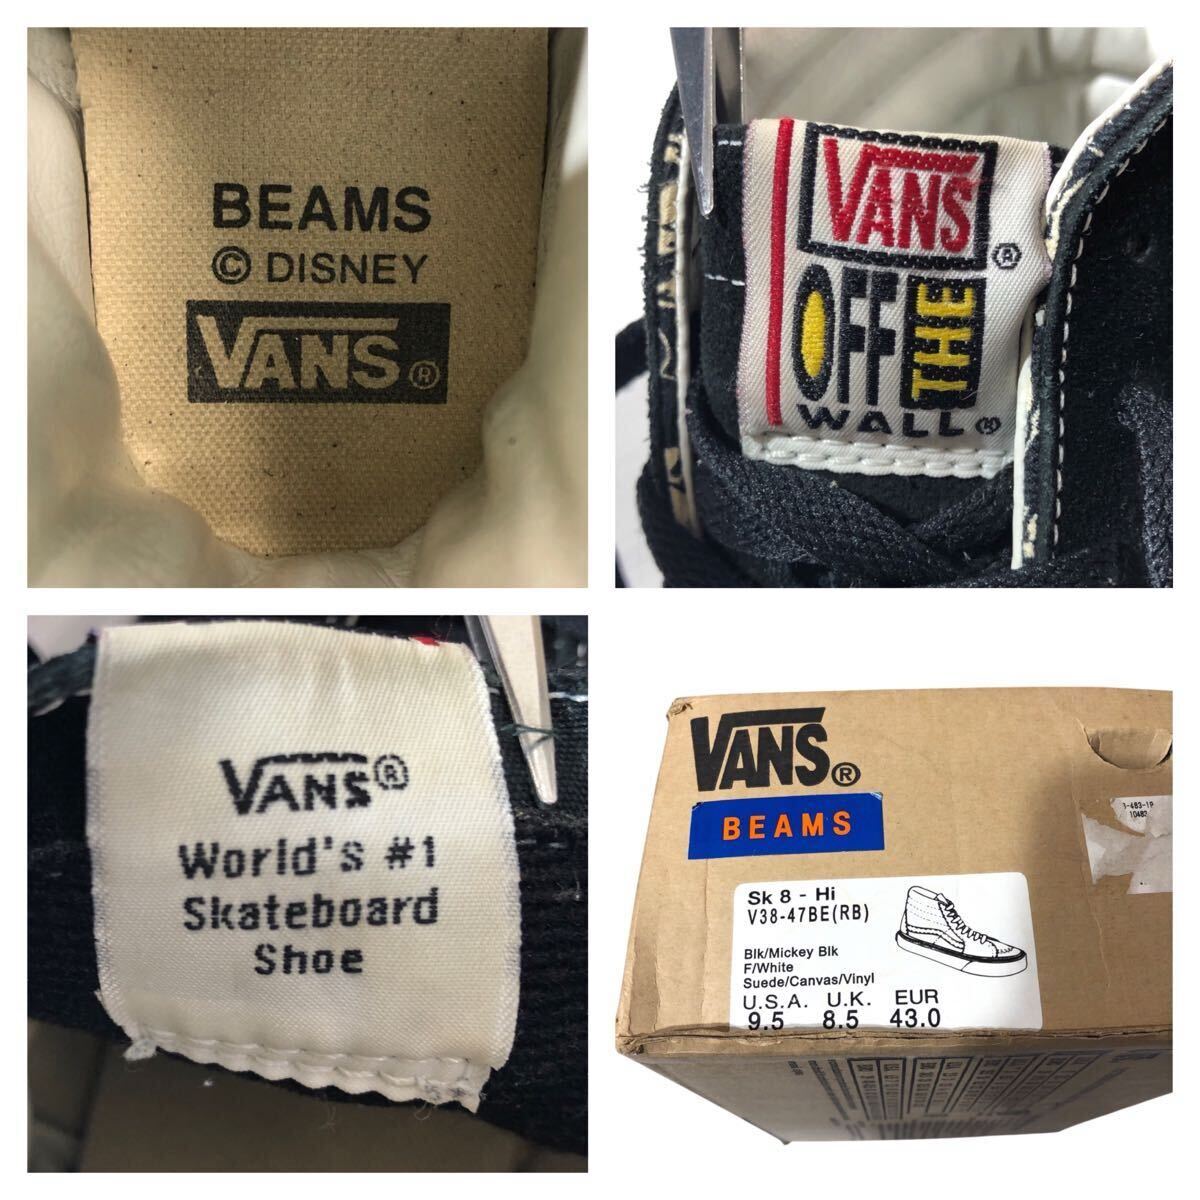 BEAMS
© DISNEY
VANS®
VANS®
OFF THE
WALL®
VANS®
World's #1
Skateboard
Shoe
VANS®
BEAMS
Sk 8 - Hi
V38-47BE(RB)
Blk/Mickey Blk
F/White
Suede/Canvas/Vinyl
U.S.A. U.K. EUR
9.5 8.5 43.0